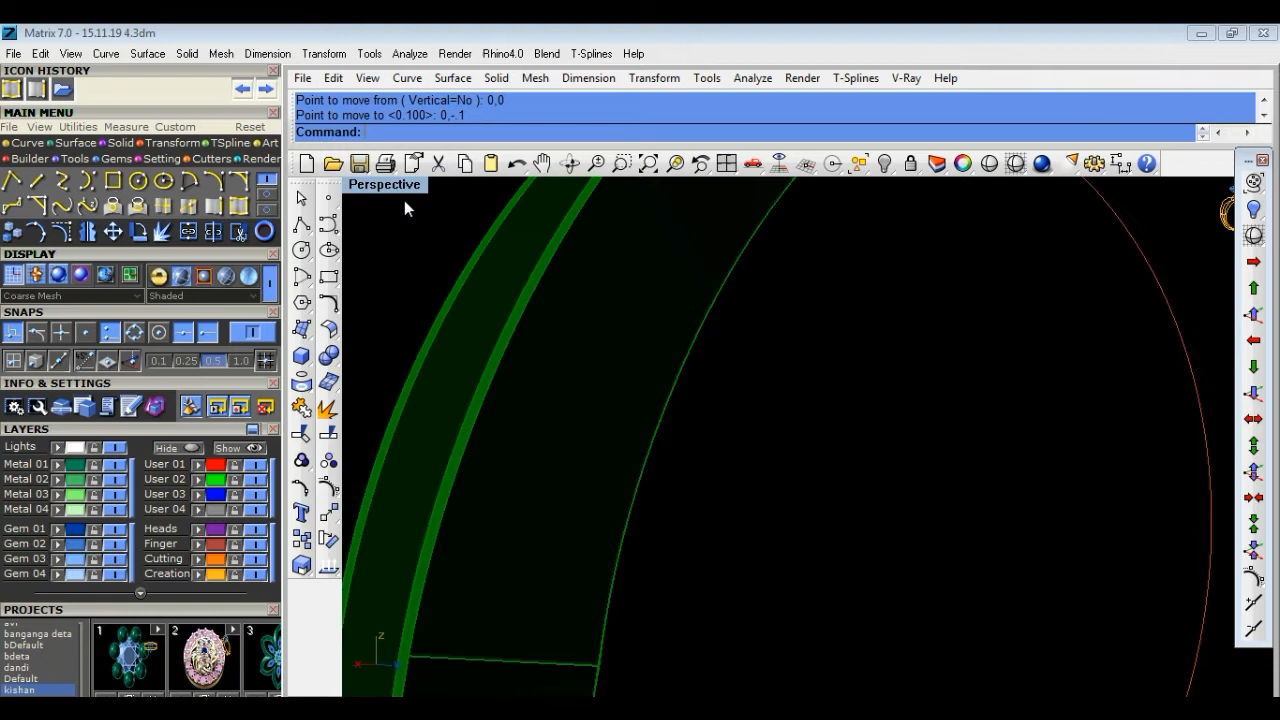 Matrix 7.0 - 15.11.19 4.3dm
File Edit View Curve Surface Solid Mesh Dimension Transform Tools Analyze Render Rhino4.0 Blend T-Splines Help
ICON HISTORY
MAIN MENU
File View Utilities Measure Custom Reset
Curve Surface Solid Transform TSpline Art
Builder Tools Gems Setting Cutters Render
File Edit View Curve Surface Solid Mesh Dimension Transform Tools Analyze Render T-Splines V-Ray Help
Point to move from ( Vertical=No ): 0,0
Point to move to <0.100>: 0,-.1
Command:
Perspective
DISPLAY
Coarse Mesh Shaded
SNAPS
0.1 0.25 0.5 1.0
INFO & SETTINGS
LAYERS
Lights Hide Show
Metal 01 User 01
Metal 02 User 02
Metal 03 User 03
Metal 04 User 04
Gem 01 Heads
Gem 02 Finger
Gem 03 Cutting
Gem 04 Creation
PROJECTS
banganga deta
bDefault
bdeta
dandi
Default
kishan
1 2 3
z
x